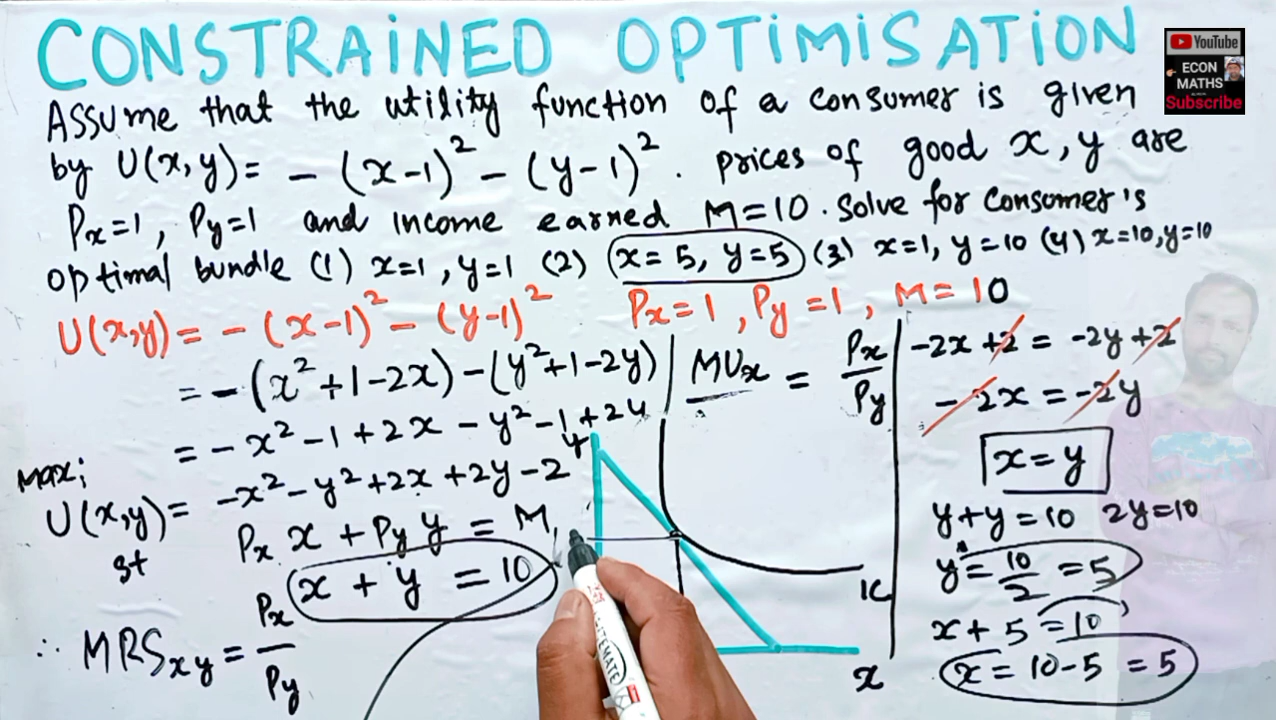 CONSTRAINED OPTIMISATION
YouTube
ECON
MATHS
Subscribe
Assume that the utility function of a consumer is given
by U(x,y) = - (x-1)² - (y-1)². prices of good x, y are
Px=1, Py=1 and income earned M=10. Solve for consumer's
optimal bundle (1) x=1, y=1 (2) x=5, y=5 (3) x=1, y=10 (4) x=10, y=10
U(x,y) = - (x-1)² - (y-1)² Px=1, Py=1, M=10
= - (x²+1-2x) - (y²+1-2y)
= - x² - 1 + 2x - y² - 1 + 2y
Max;
U(x,y) = -x² - y² + 2x + 2y - 2
st Px x + Py y = M
x + y = 10
∴ MRSxy = Px/Py
MUx = Px/Py
Y
IC
x
-2x+2 = -2y+2
-2x = -2y
x=y
y+y=10 2y=10
y = 10/2 = 5
x+5 = 10
x = 10-5 = 5